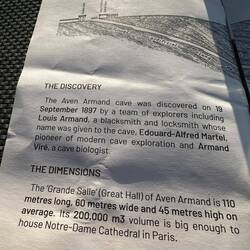 THE DISCOVERY
The Aven Armand cave was discovered on 19
September 1897 by a team of explorers including
Louis Armand, a blacksmith and locksmith whose
name was given to the cave, Edouard-Alfred Martel,
pioneer of modern cave exploration and Armand
Viré, a cave biologist.
THE DIMENSIONS
The 'Grande Salle' (Great Hall) of Aven Armand is 110
metres long, 60 metres wide and 45 metres high on
average. Its 200,000 m3 volume is big enough to
house Notre-Dame Cathedral in Paris.